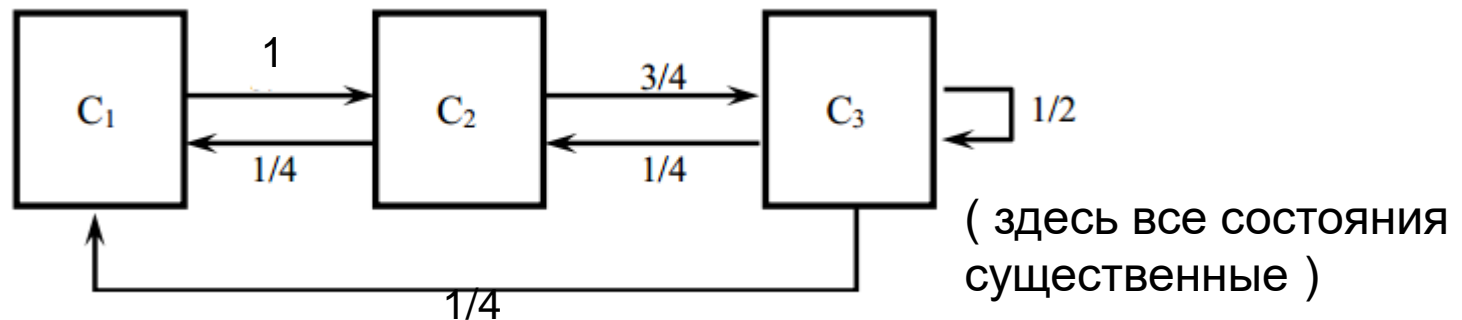 1
3/4
C₁
C₂
C₃
1/2
1/4
1/4
( здесь все состояния
существенные )
1/4